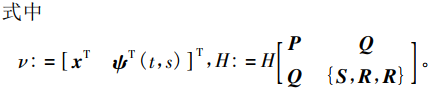 式中
ν: = [x^T  ψ^T(t,s)]^T, H: = H[P  Q
Q  {S,R,R}]。